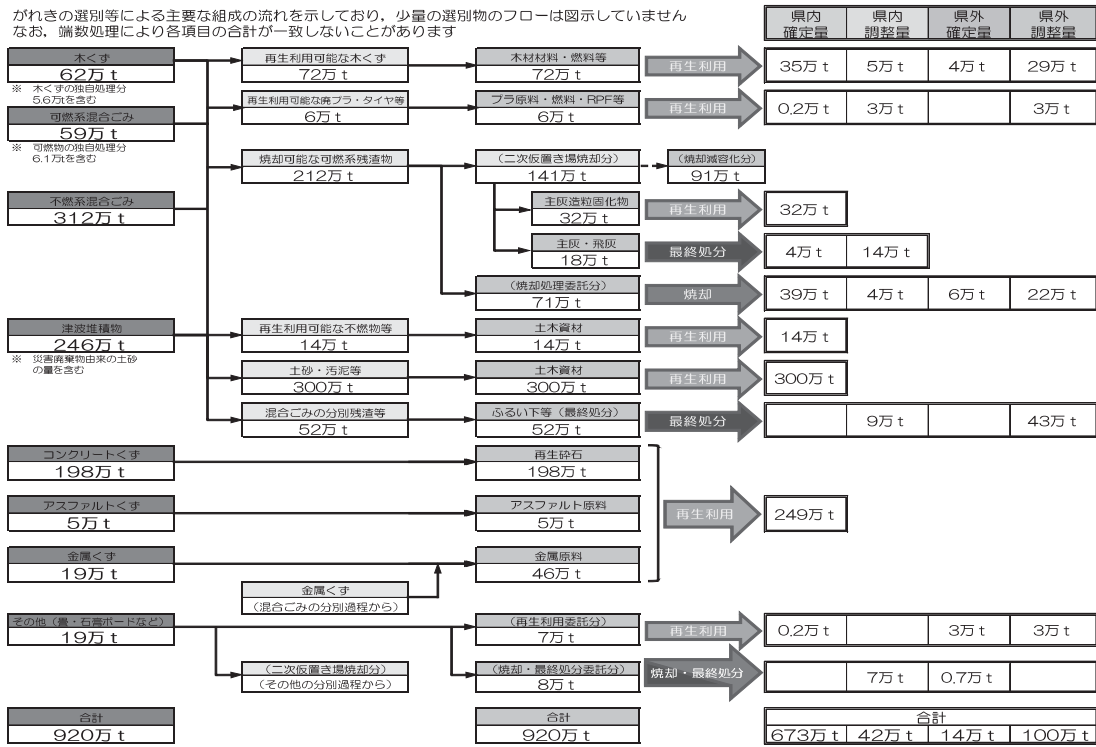 がれきの選別等による主要な組成の流れを示しており，少量の選別物のフローは図示していません
なお，端数処理により各項目の合計が一致しないことがあります
県内確定量
県内調整量
県外確定量
県外調整量
木くず
62万t
※ 木くずの独自処理分
5.6万tを含む
再生利用可能な木くず
72万t
木材材料・燃料等
72万t
再生利用
35万t
5万t
4万t
29万t
可燃系混合ごみ
59万t
※ 可燃物の独自処理分
6.1万tを含む
再生利用可能な廃プラ・タイヤ等
6万t
プラ原料・燃料・RPF等
6万t
再生利用
0.2万t
3万t
3万t
焼却可能な可燃系残渣物
212万t
(二次仮置き場焼却分)
141万t
(焼却減容化分)
91万t
不燃系混合ごみ
312万t
主灰造粒固化物
32万t
再生利用
32万t
主灰・飛灰
18万t
最終処分
4万t
14万t
(焼却処理委託分)
71万t
焼却
39万t
4万t
6万t
22万t
津波堆積物
246万t
※ 災害廃棄物由来の土砂
の量を含む
再生利用可能な不燃物等
14万t
土木資材
14万t
再生利用
14万t
土砂・汚泥等
300万t
土木資材
300万t
再生利用
300万t
混合ごみの分別残渣等
52万t
ふるい下等（最終処分）
52万t
最終処分
9万t
43万t
コンクリートくず
198万t
再生砕石
198万t
アスファルトくず
5万t
アスファルト原料
5万t
再生利用
249万t
金属くず
19万t
金属原料
46万t
金属くず
(混合ごみの分別過程から)
その他（畳・石膏ボードなど）
19万t
(再生利用委託分)
7万t
再生利用
0.2万t
3万t
3万t
(二次仮置き場焼却分)
(その他の分別過程から)
(焼却・最終処分委託分)
8万t
焼却・最終処分
7万t
0.7万t
合計
920万t
合計
920万t
合計
673万t
42万t
14万t
100万t